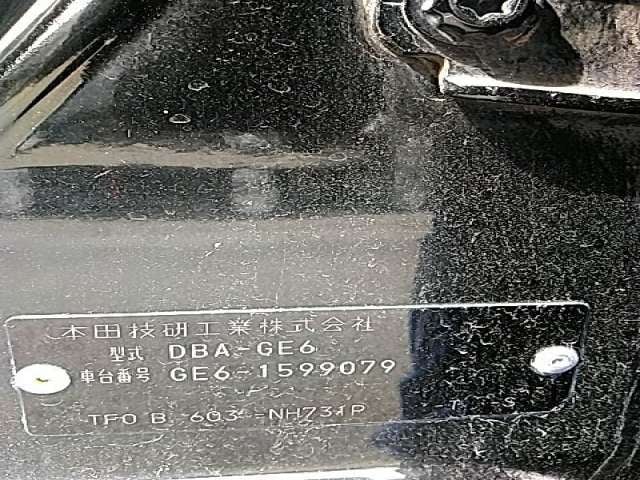 本田技研工業株式会社
型式 DBA-GE6
車台番号 GE6-1599079
TF0 B 603 -NH731P